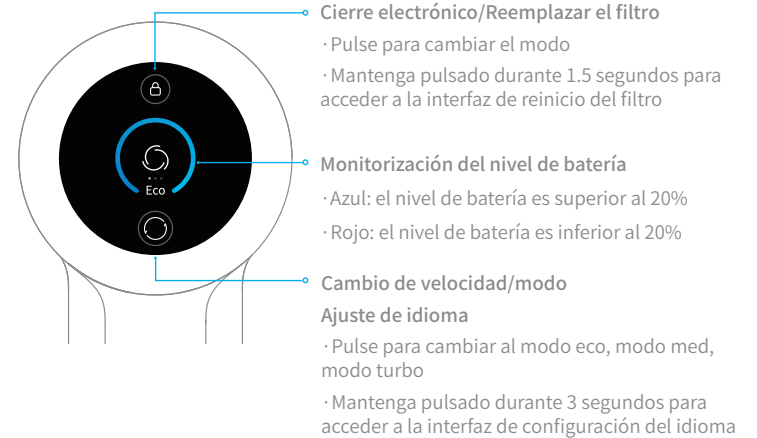 Cierre electrónico/Reemplazar el filtro
·Pulse para cambiar el modo
·Mantenga pulsado durante 1.5 segundos para
acceder a la interfaz de reinicio del filtro
Monitorización del nivel de batería
·Azul: el nivel de batería es superior al 20%
·Rojo: el nivel de batería es inferior al 20%
Eco
Cambio de velocidad/modo
Ajuste de idioma
·Pulse para cambiar al modo eco, modo med,
modo turbo
·Mantenga pulsado durante 3 segundos para
acceder a la interfaz de configuración del idioma